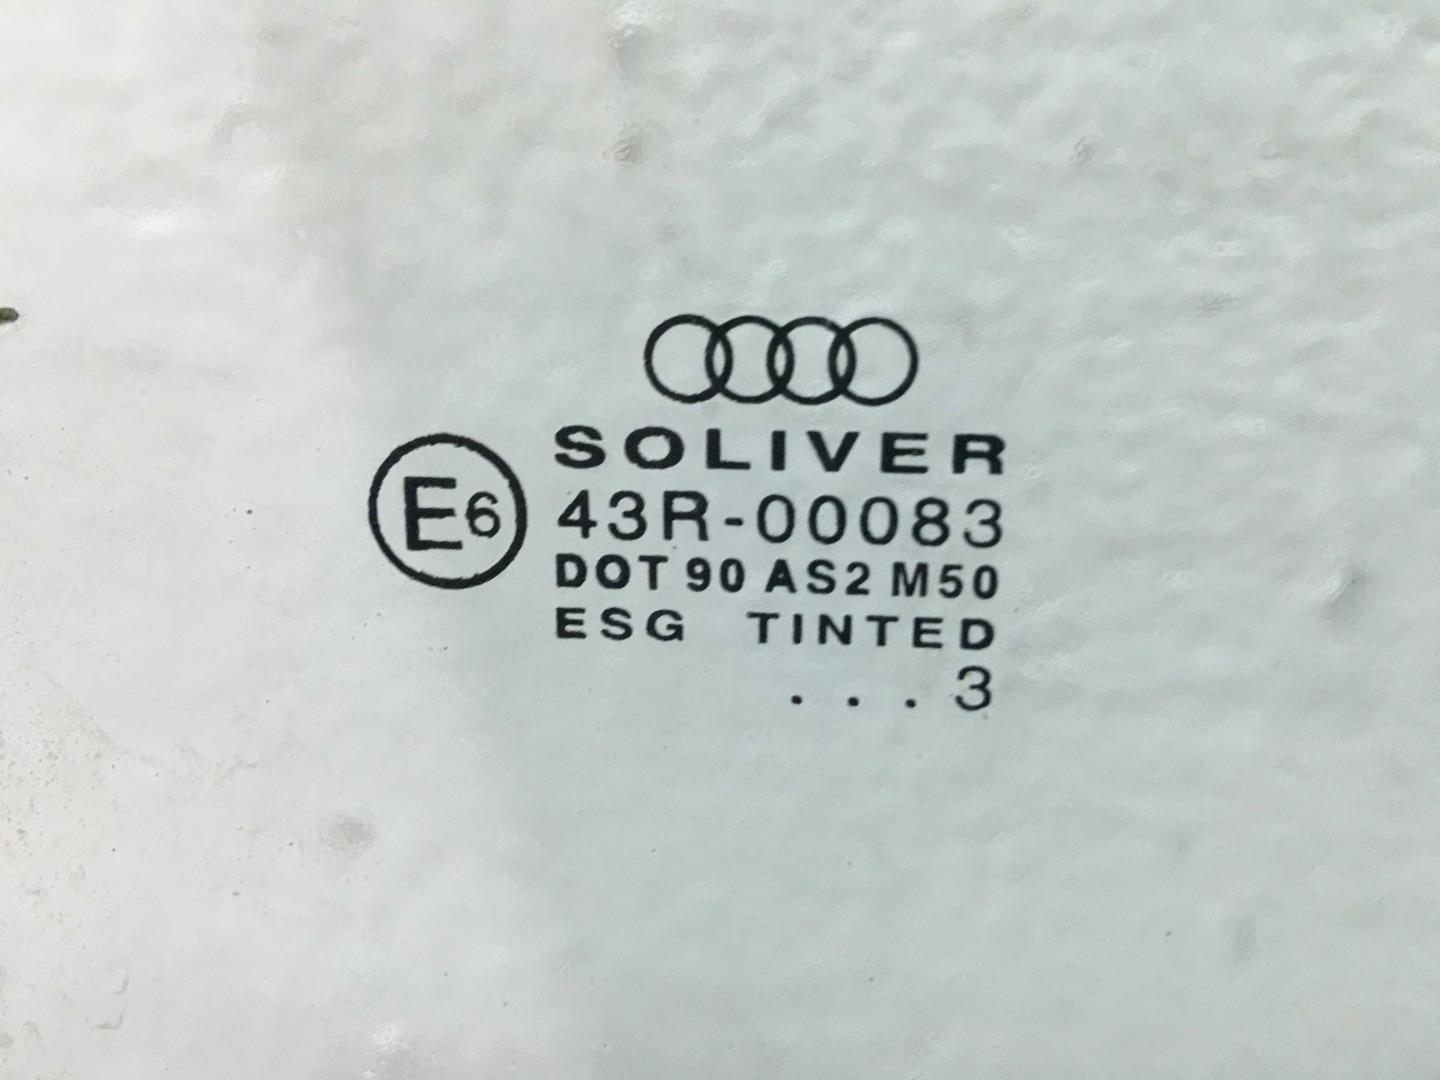 SOLIVER
E6 43R-00083
DOT 90 AS2 M50
ESG TINTED
. . . 3